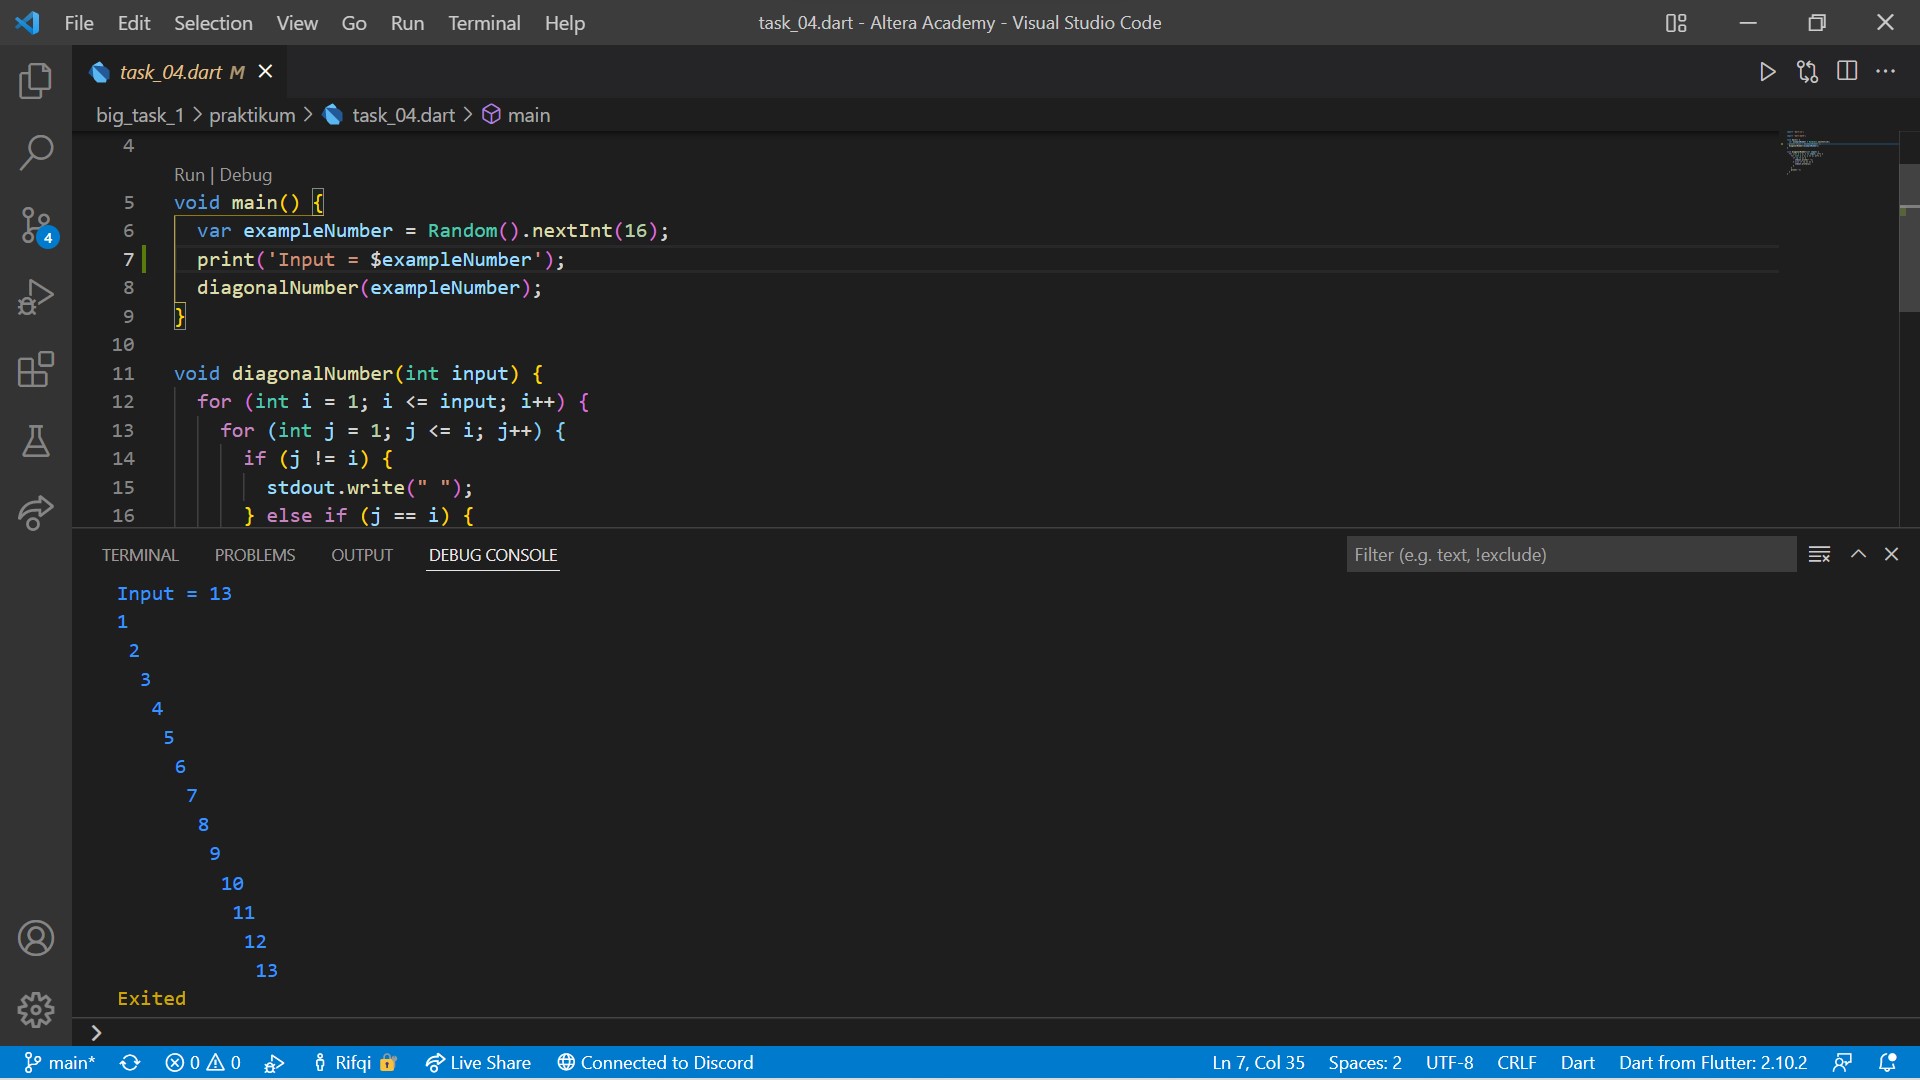 File Edit Selection View Go Run Terminal Help task_04.dart - Altera Academy - Visual Studio Code
task_04.dart M
big_task_1 > praktikum > task_04.dart > main
4
Run | Debug
5 void main() {
6   var exampleNumber = Random().nextInt(16);
7   print('Input = $exampleNumber');
8   diagonalNumber(exampleNumber);
9 }
10
11 void diagonalNumber(int input) {
12   for (int i = 1; i <= input; i++) {
13     for (int j = 1; j <= i; j++) {
14       if (j != i) {
15         stdout.write(" ");
16       } else if (j == i) {
TERMINAL PROBLEMS OUTPUT DEBUG CONSOLE Filter (e.g. text, !exclude)
Input = 13
1
 2
  3
   4
    5
     6
      7
       8
        9
         10
          11
           12
            13
Exited
4
main* 0 0 Rifqi Live Share Connected to Discord Ln 7, Col 35 Spaces: 2 UTF-8 CRLF Dart Dart from Flutter: 2.10.2